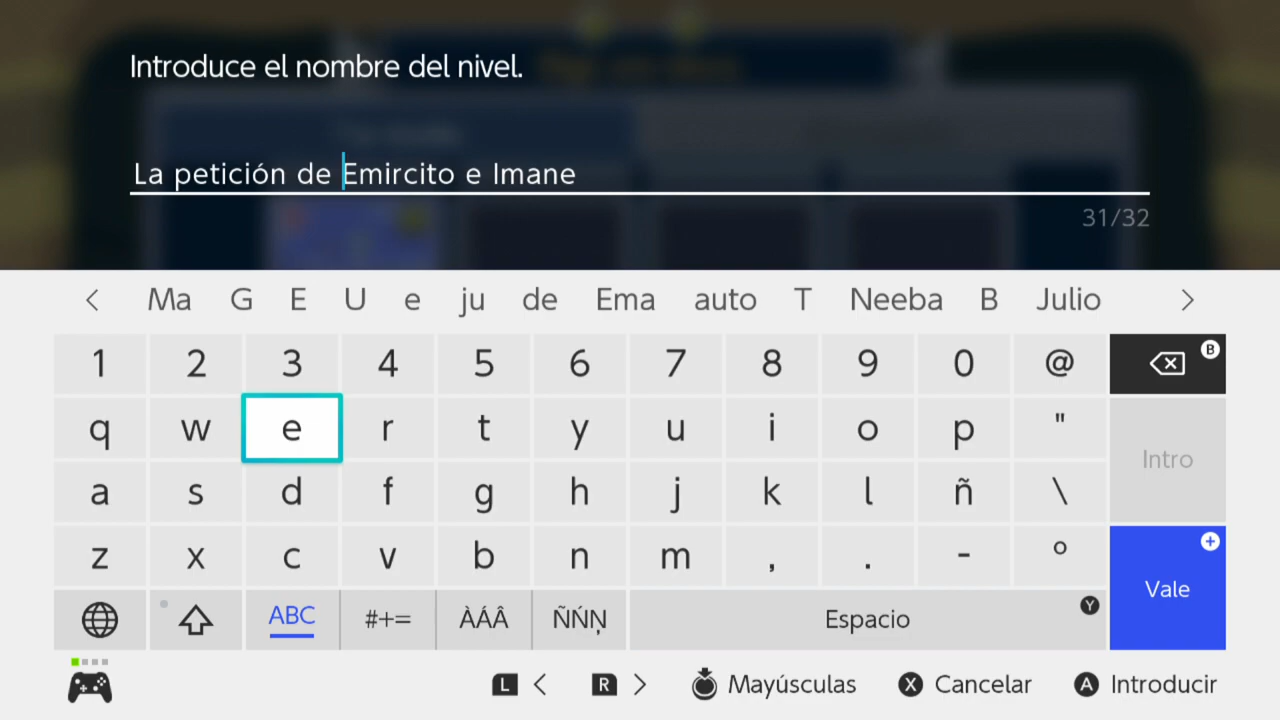 Introduce el nombre del nivel.
La petición de Emircito e Imane
31/32
< Ma G E U e ju de Ema auto T Neeba B Julio >
1 2 3 4 5 6 7 8 9 0 @ B
q w e r t y u i o p "
Intro
a s d f g h j k l ñ \
z x c v b n m , . - º
+
Vale
ABC #+= ÀÁÂ ÑŃŅ Espacio Y
L < R > Mayúsculas X Cancelar A Introducir